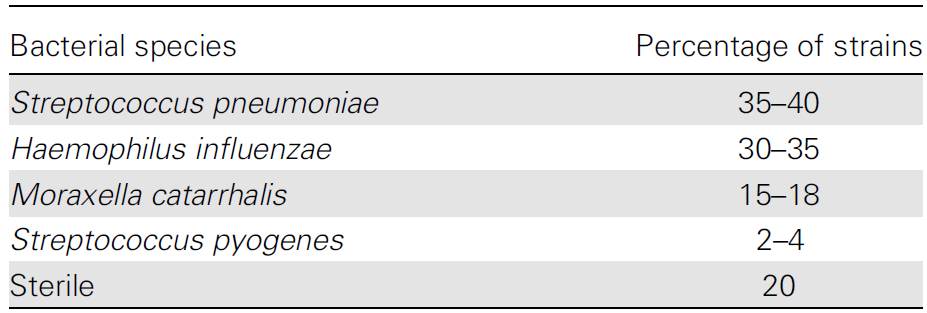 Bacterial species Percentage of strains
Streptococcus pneumoniae 35–40
Haemophilus influenzae 30–35
Moraxella catarrhalis 15–18
Streptococcus pyogenes 2–4
Sterile 20